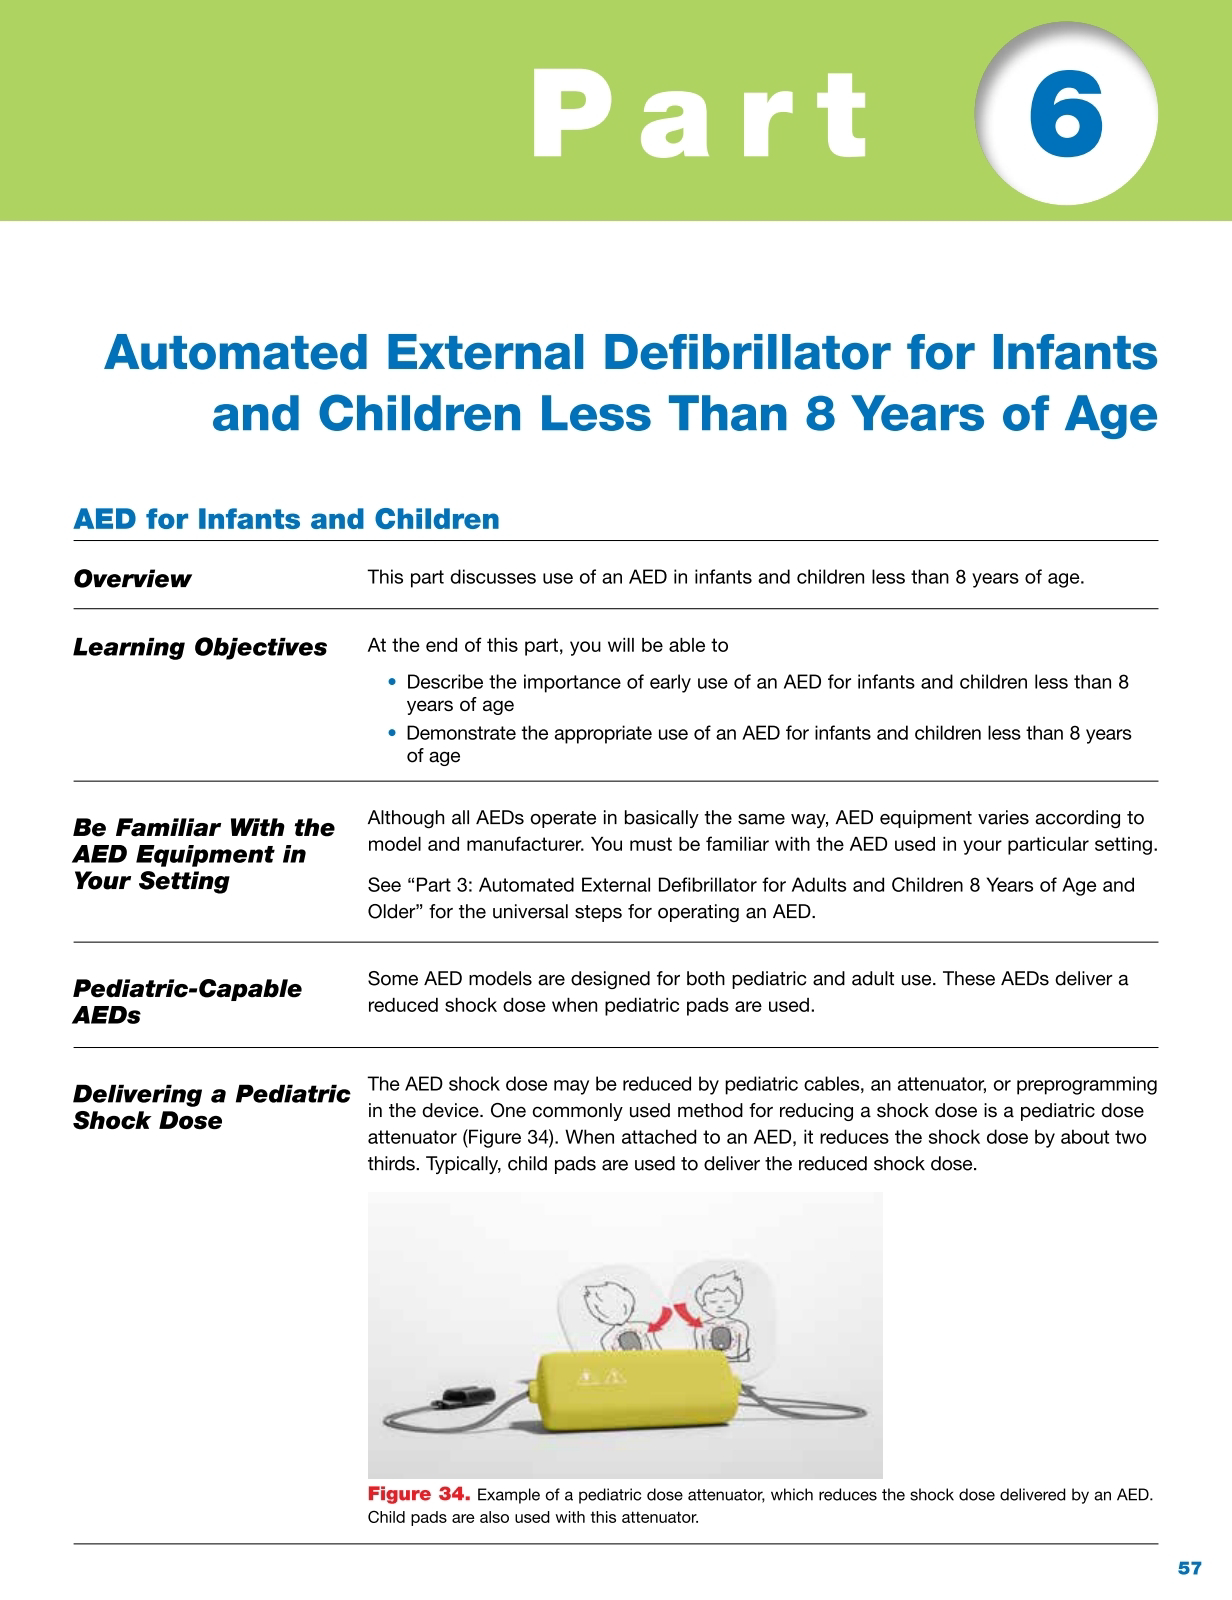 Part 6
Automated External Defibrillator for Infants
and Children Less Than 8 Years of Age
AED for Infants and Children
Overview
This part discusses use of an AED in infants and children less than 8 years of age.
Learning Objectives
At the end of this part, you will be able to
• Describe the importance of early use of an AED for infants and children less than 8
years of age
• Demonstrate the appropriate use of an AED for infants and children less than 8 years
of age
Be Familiar With the
AED Equipment in
Your Setting
Although all AEDs operate in basically the same way, AED equipment varies according to
model and manufacturer. You must be familiar with the AED used in your particular setting.
See “Part 3: Automated External Defibrillator for Adults and Children 8 Years of Age and
Older” for the universal steps for operating an AED.
Pediatric-Capable
AEDs
Some AED models are designed for both pediatric and adult use. These AEDs deliver a
reduced shock dose when pediatric pads are used.
Delivering a Pediatric
Shock Dose
The AED shock dose may be reduced by pediatric cables, an attenuator, or preprogramming
in the device. One commonly used method for reducing a shock dose is a pediatric dose
attenuator (Figure 34). When attached to an AED, it reduces the shock dose by about two
thirds. Typically, child pads are used to deliver the reduced shock dose.
Figure 34. Example of a pediatric dose attenuator, which reduces the shock dose delivered by an AED.
Child pads are also used with this attenuator.
57